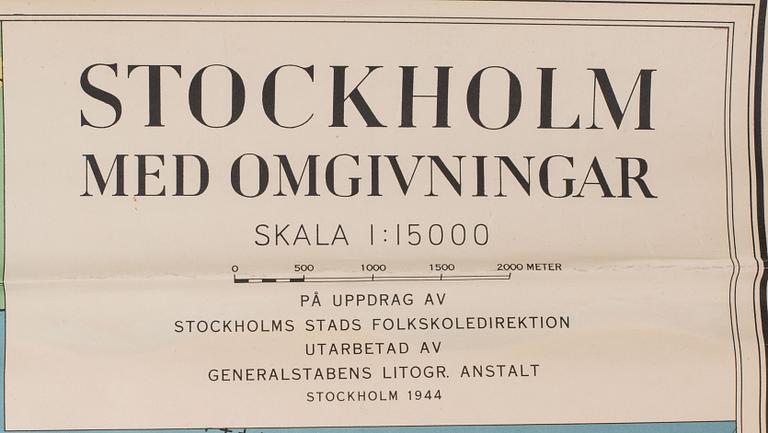 STOCKHOLM
MED OMGIVNINGAR
SKALA 1:15000
0 500 1000 1500 2000 METER
PÅ UPPDRAG AV
STOCKHOLMS STADS FOLKSKOLEDIREKTION
UTARBETAD AV
GENERALSTABENS LITOGR. ANSTALT
STOCKHOLM 1944